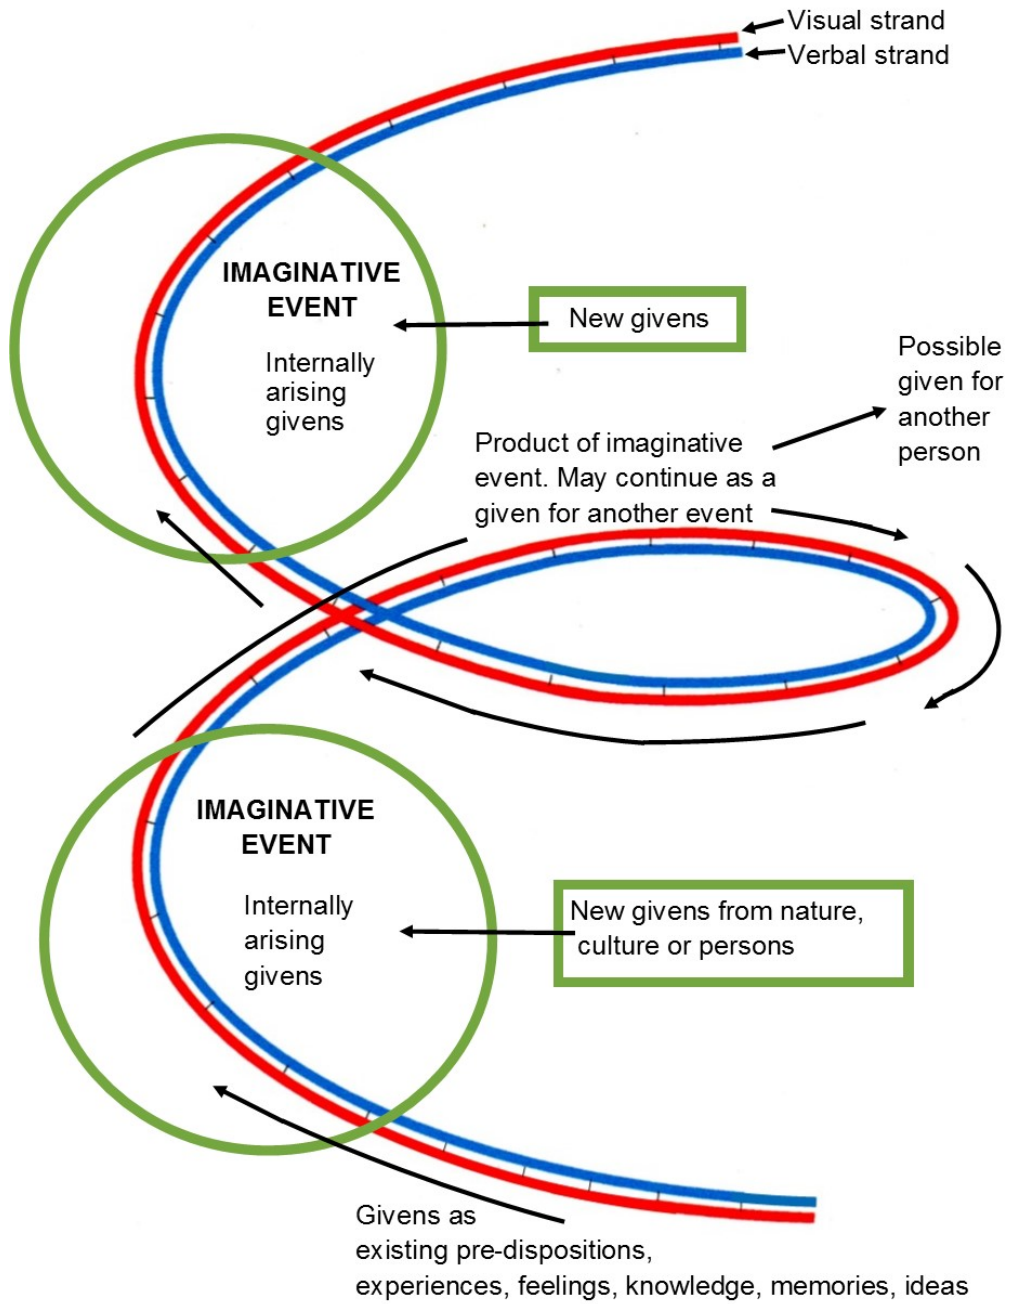 Visual strand
Verbal strand
IMAGINATIVE
EVENT
New givens
Internally
arising
givens
Possible
given for
another
person
Product of imaginative
event. May continue as a
given for another event
IMAGINATIVE
EVENT
Internally
arising
givens
New givens from nature,
culture or persons
Givens as
existing pre-dispositions,
experiences, feelings, knowledge, memories, ideas